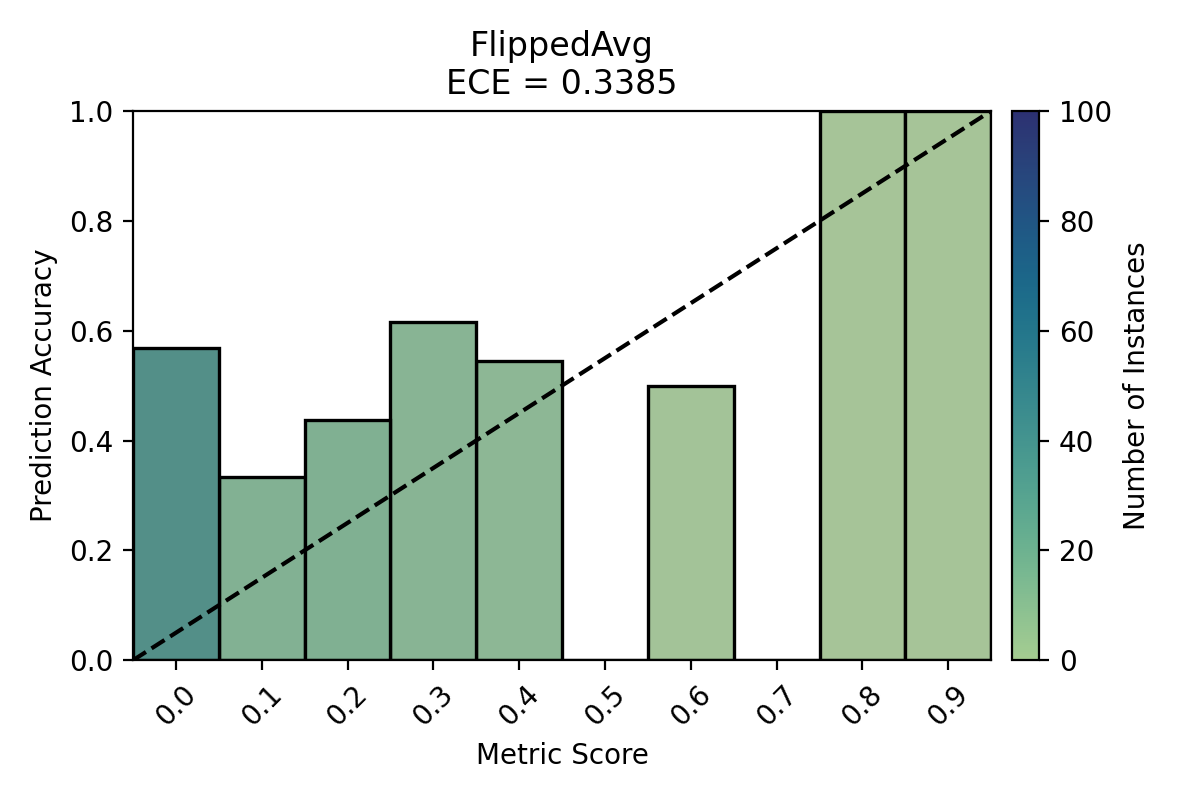 FlippedAvg
ECE = 0.3385
1.0
0.8
0.6
0.4
0.2
0.0
Prediction Accuracy
0.0 0.1 0.2 0.3 0.4 0.5 0.6 0.7 0.8 0.9
Metric Score
100
80
60
40
20
0
Number of Instances